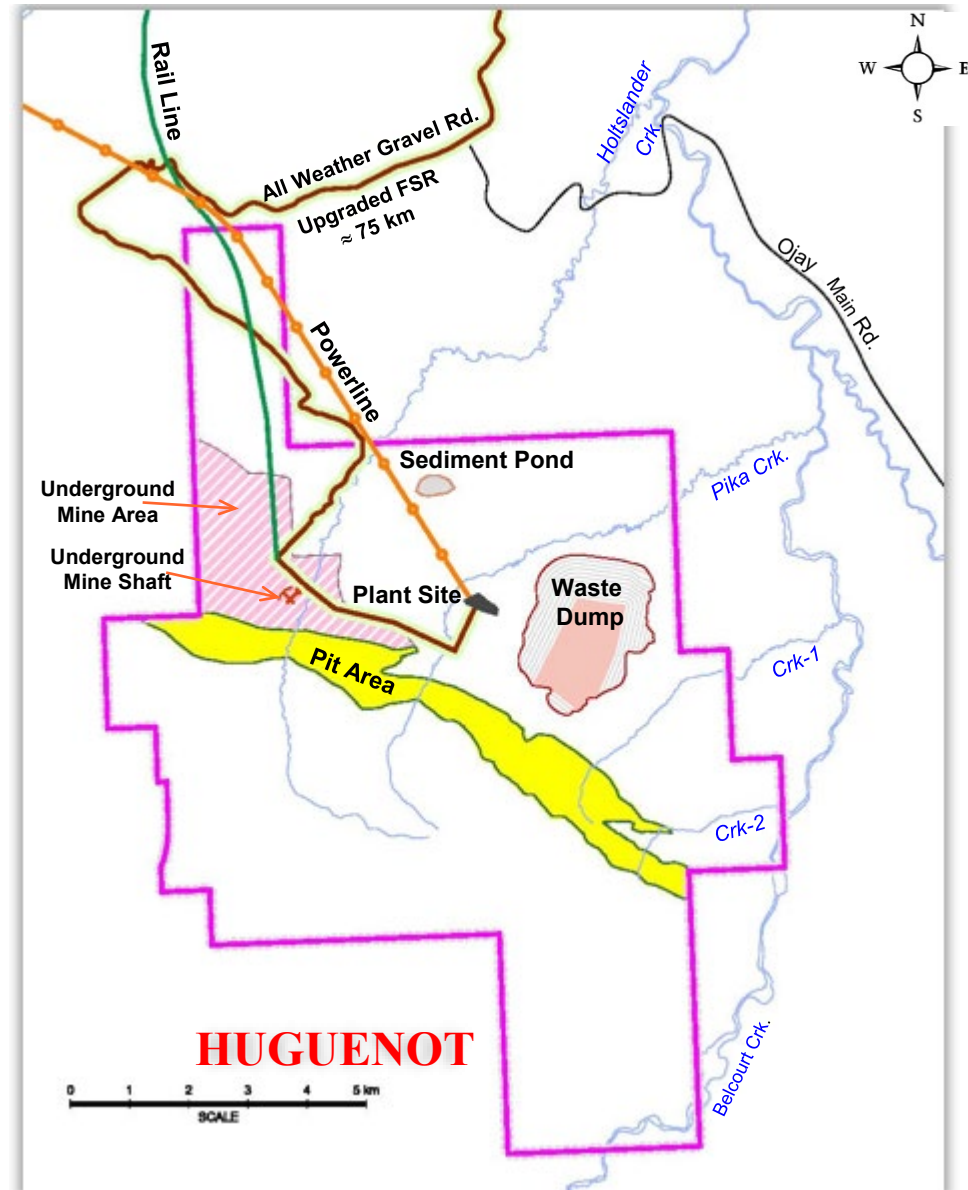 N
W E
S
Rail Line
Holtslander
Crk.
All Weather Gravel Rd.
Upgraded FSR
≈ 75 km
Ojay Main Rd.
Powerline
Sediment Pond
Pika Crk.
Underground
Mine Area
Underground
Mine Shaft
Plant Site
Waste
Dump
Pit Area
Crk-1
Crk-2
HUGUENOT
Belcourt Crk.
0 1 2 3 4 5 km
SCALE